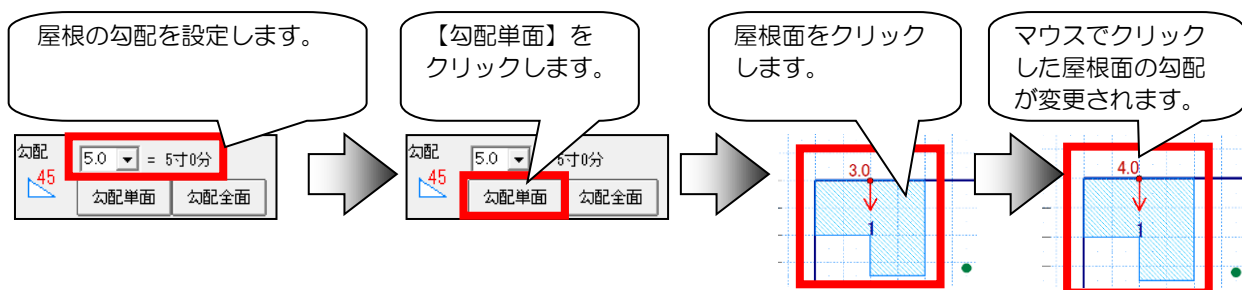 屋根の勾配を設定します。
【勾配単面】を
クリックします。
屋根面をクリック
します。
マウスでクリック
した屋根面の勾配
が変更されます。
勾配
5.0 = 5寸0分
45
勾配単面 勾配全面
勾配
5.0 5寸0分
45
勾配単面 勾配全面
3.0
1
4.0
1